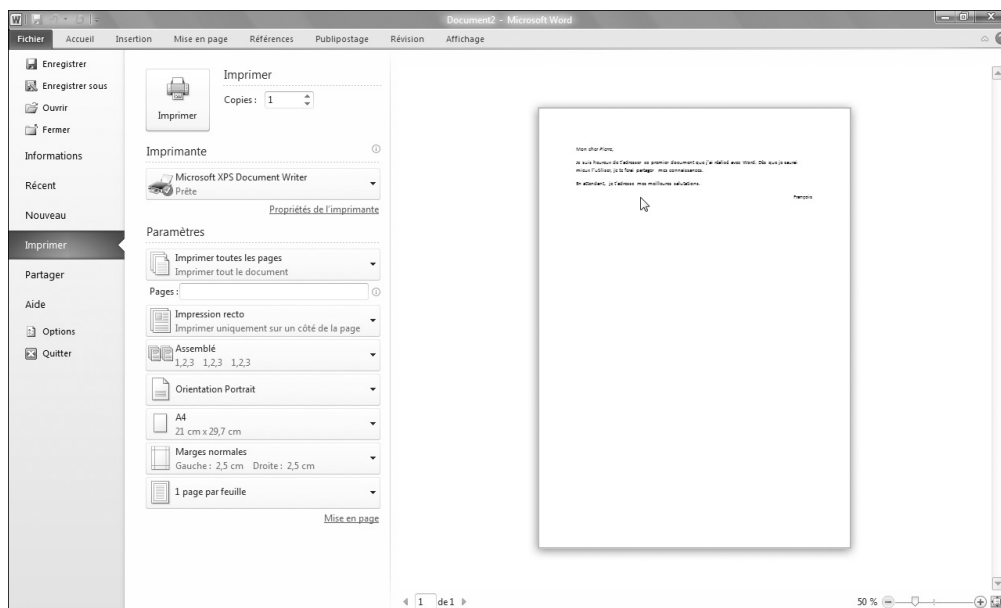 Document2 - Microsoft Word
Fichier Accueil Insertion Mise en page Références Publipostage Révision Affichage
Enregistrer
Enregistrer sous
Ouvrir
Fermer
Informations
Récent
Nouveau
Imprimer
Partager
Aide
Options
Quitter
Imprimer
Imprimer
Copies : 1
Imprimante
Microsoft XPS Document Writer
Prête
Propriétés de l'imprimante
Paramètres
Imprimer toutes les pages
Imprimer tout le document
Pages :
Impression recto
Imprimer uniquement sur un côté de la page
Assemblé
1,2,3 1,2,3 1,2,3
Orientation Portrait
A4
21 cm x 29,7 cm
Marges normales
Gauche : 2,5 cm Droite : 2,5 cm
1 page par feuille
Mise en page
Mon cher Pierre,
Je suis heureux de t'adresser ce premier document que j'ai réalisé avec Word. Dès que je saurai
mieux l'utiliser, je te ferai partager mes connaissances.
En attendant, je t'adresse mes meilleures salutations.
François
1 de 1
50 %